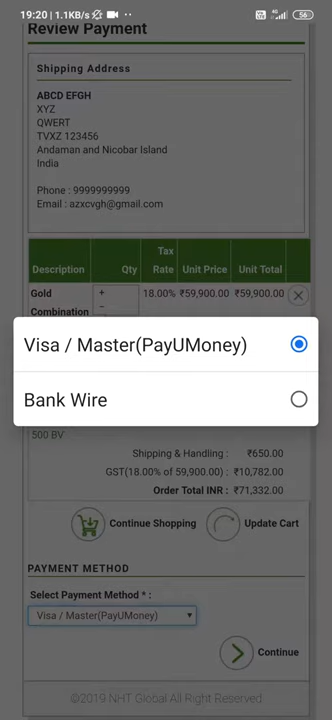 19:20 | 1.1KB/s
4G
56
Review Payment
Shipping Address
ABCD EFGH
XYZ
QWERT
TVXZ 123456
Andaman and Nicobar Island
India
Phone : 9999999999
Email : azxcvgh@gmail.com
Description Qty Tax Rate Unit Price Unit Total
Gold Combination + 18.00% ₹59,900.00 ₹59,900.00
−
Visa / Master(PayUMoney)
Bank Wire
500 BV
Shipping & Handling : ₹650.00
GST(18.00% of 59,900.00) : ₹10,782.00
Order Total INR : ₹71,332.00
Continue Shopping Update Cart
PAYMENT METHOD
Select Payment Method * :
Visa / Master(PayUMoney)
Continue
©2019 NHT Global All Right Reserved